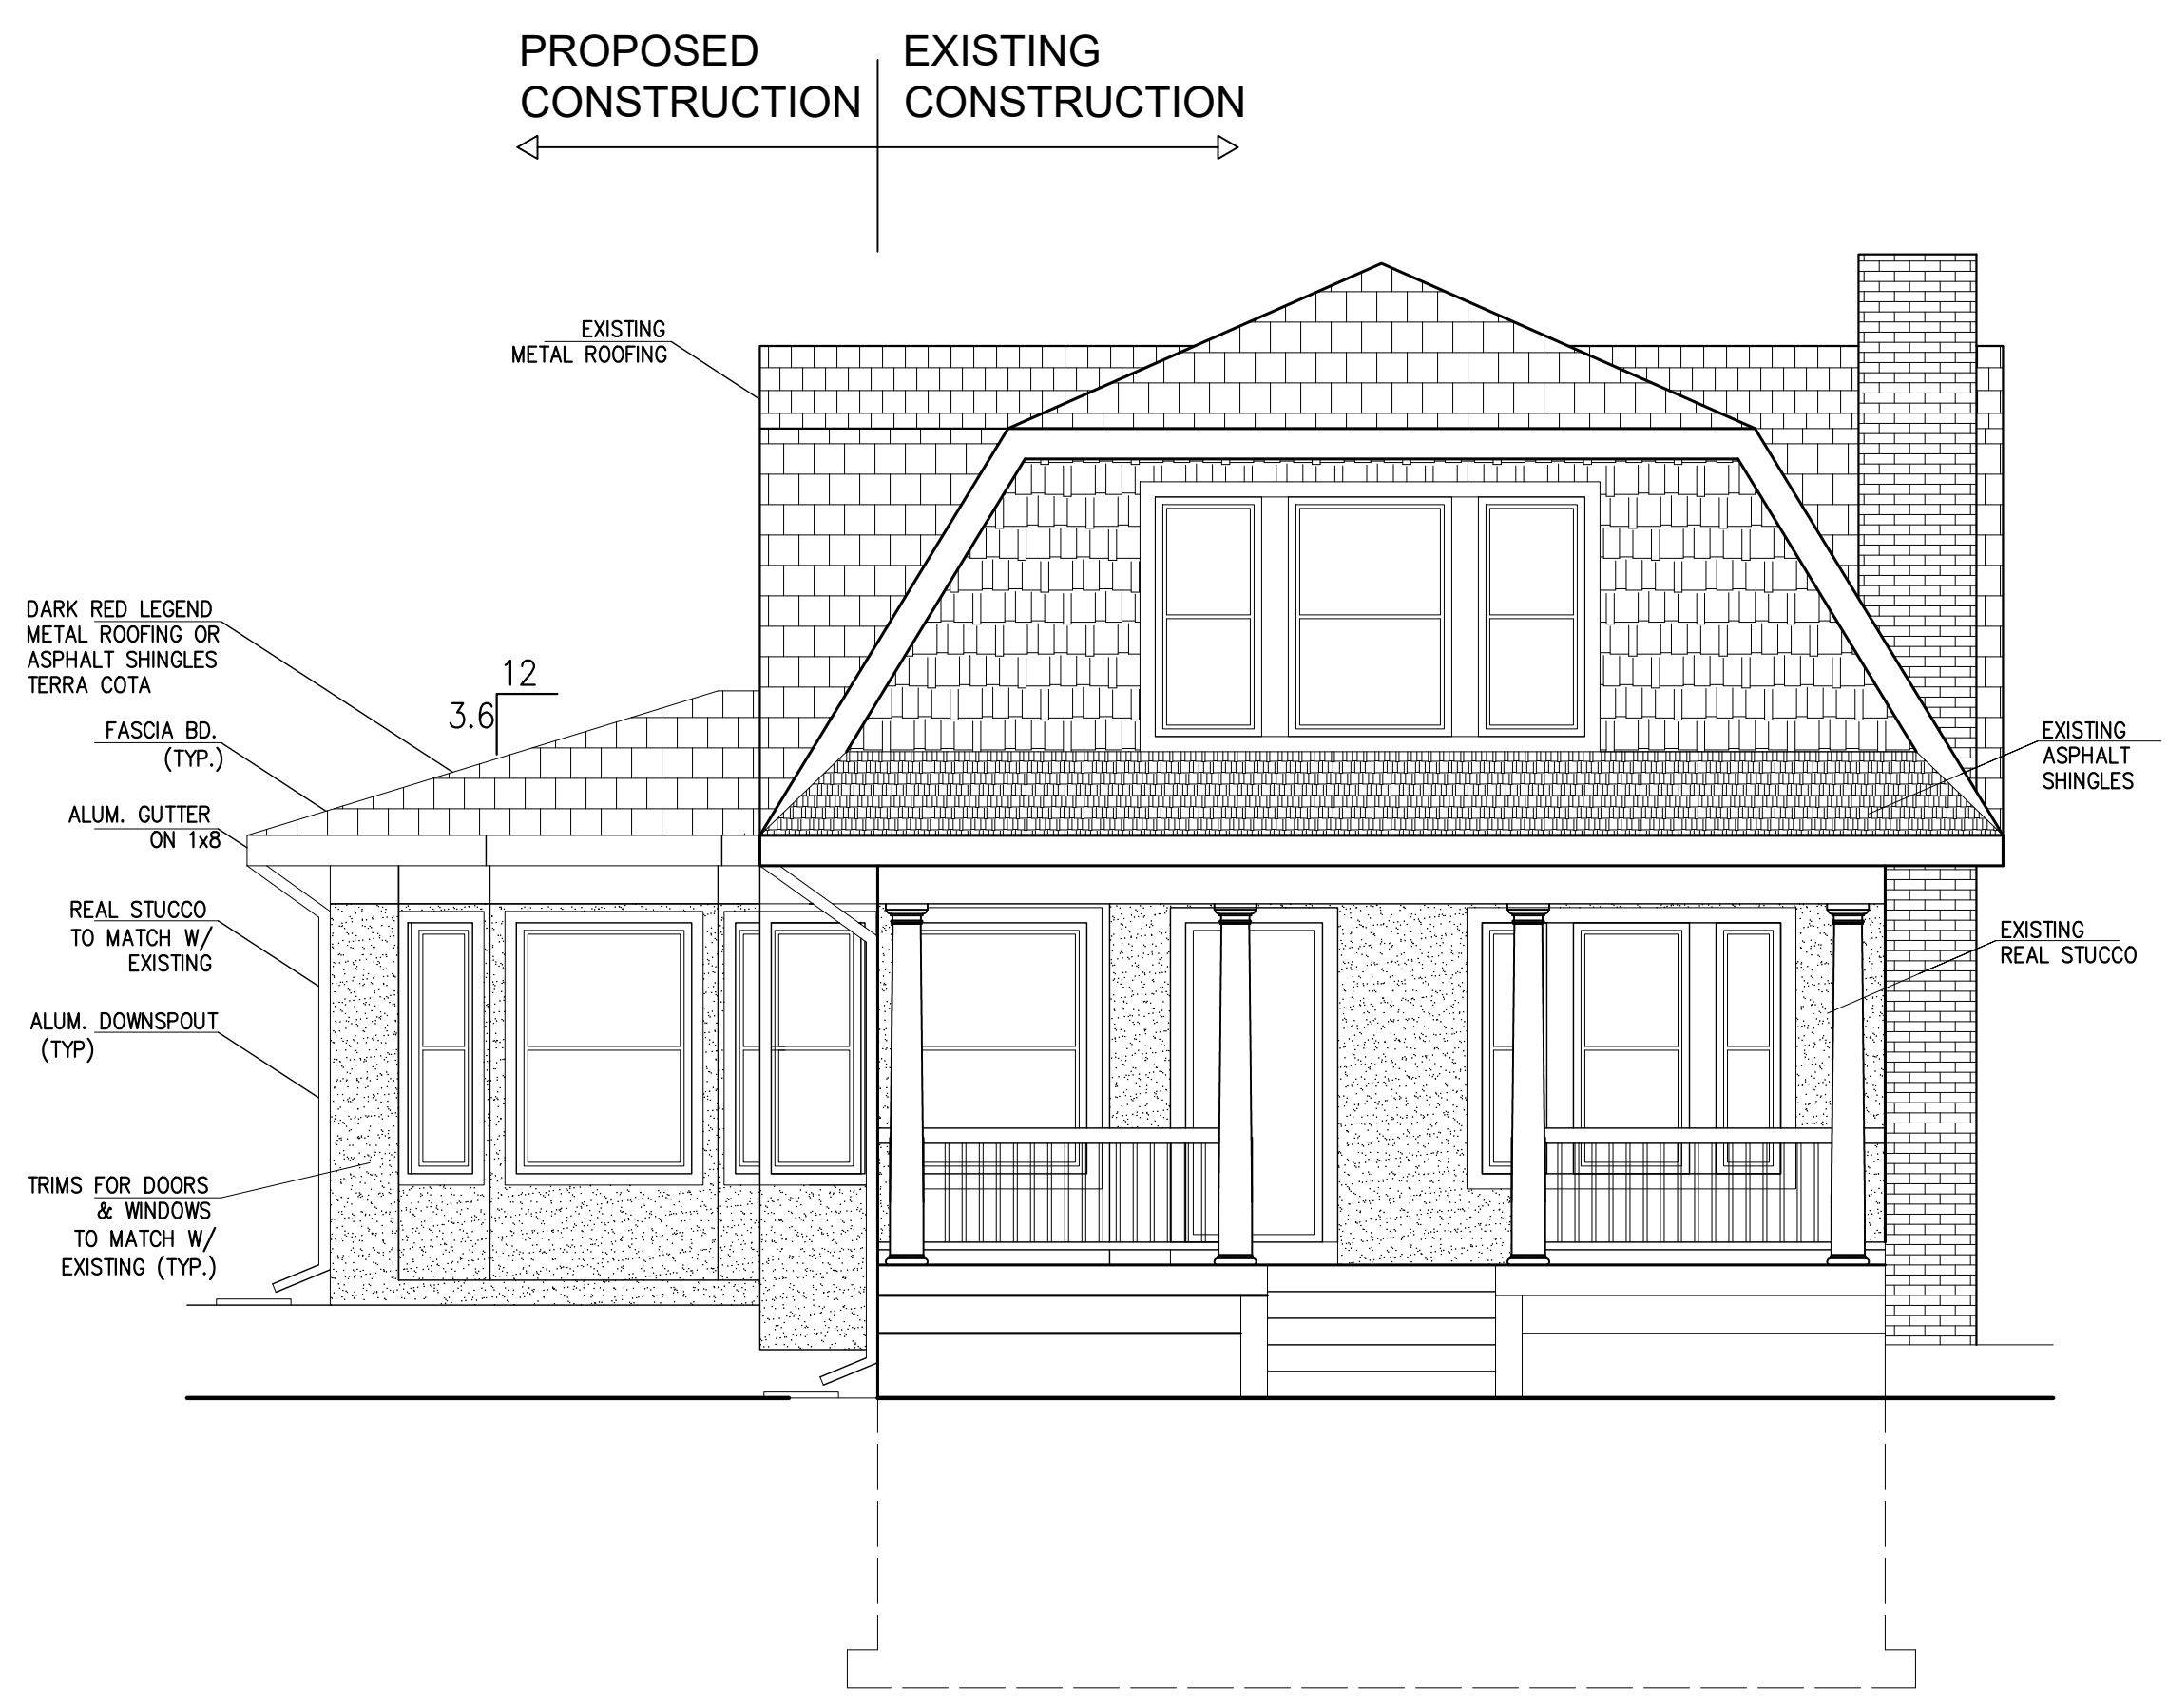 PROPOSED
CONSTRUCTION
EXISTING
CONSTRUCTION
EXISTING
METAL ROOFING
DARK RED LEGEND
METAL ROOFING OR
ASPHALT SHINGLES
TERRA COTA
12
3.6
FASCIA BD.
(TYP.)
ALUM. GUTTER
ON 1x8
REAL STUCCO
TO MATCH W/
EXISTING
ALUM. DOWNSPOUT
(TYP)
TRIMS FOR DOORS
& WINDOWS
TO MATCH W/
EXISTING (TYP.)
EXISTING
ASPHALT
SHINGLES
EXISTING
REAL STUCCO